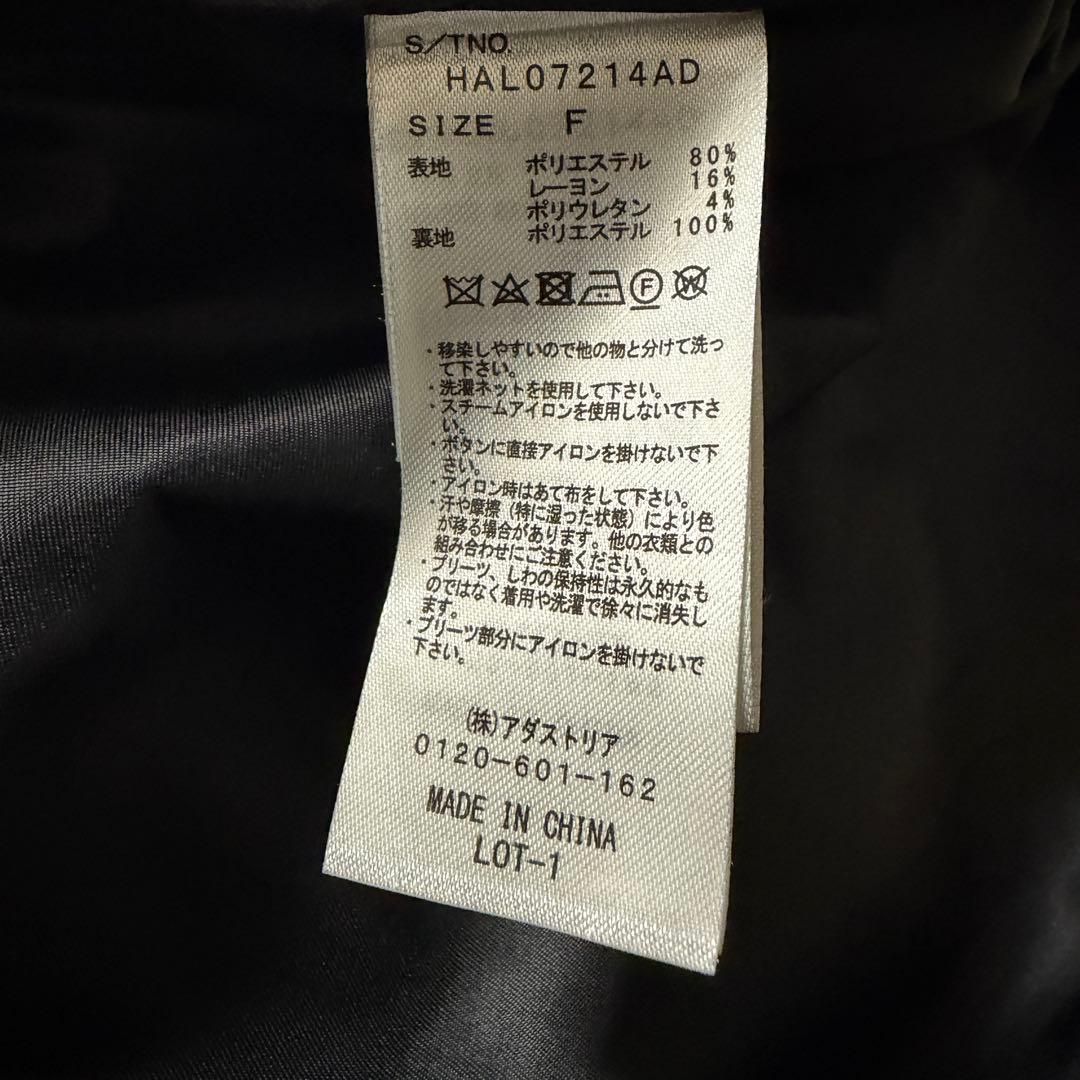 S/TNO.
HAL07214AD
SIZE F
表地 ポリエステル 80%
レーヨン 16%
ポリウレタン 4%
裏地 ポリエステル 100%
F W
・移染しやすいので他の物と分けて洗っ
て下さい。
・洗濯ネットを使用して下さい。
・スチームアイロンを使用しないで下さ
い。
・ボタンに直接アイロンを掛けないで下
さい。
・アイロン時はあて布をして下さい。
・汗や摩擦（特に湿った状態）により色
が移る場合があります。他の衣類との
組み合わせにご注意ください。
・プリーツ、しわの保持性は永久的なも
のではなく着用や洗濯で徐々に消失し
ます。
・プリーツ部分にアイロンを掛けないで
下さい。
(株)アダストリア
0120-601-162
MADE IN CHINA
LOT-1